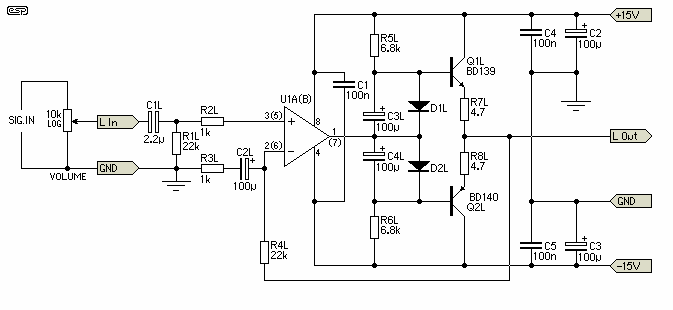 esp
+15V
R5L
6.8k
C4
100n
C2
100µ
Q1L
BD139
C1
100n
U1A(B)
10k
LOG
SIG.IN
C1L
2.2µ
L In
R2L
1k
3(5)
8
C3L
100µ
D1L
R7L
4.7
R1L
22k
2(6)
1
(7)
L Out
GND
VOLUME
R3L
1k
C2L
100µ
4
C4L
100µ
D2L
R8L
4.7
BD140
Q2L
GND
R6L
6.8k
R4L
22k
C5
100n
C3
100µ
-15V